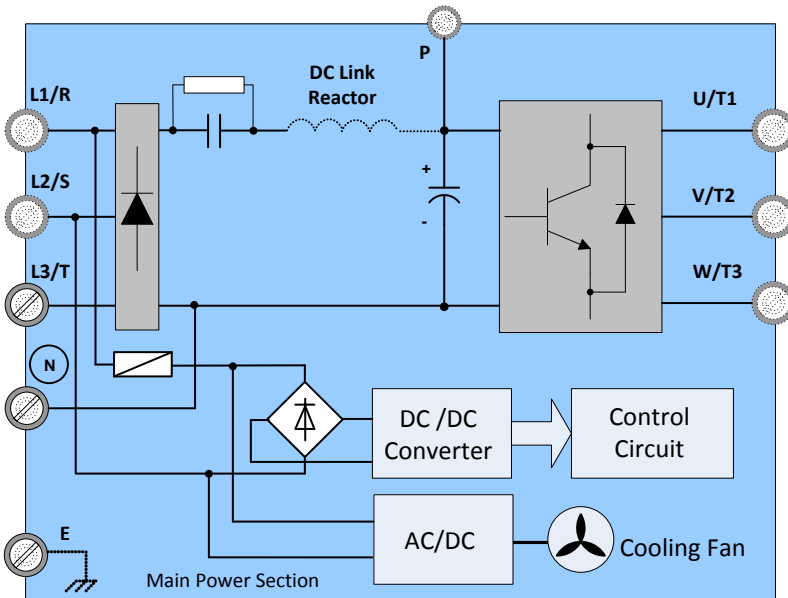 P
L1/R
DC Link
Reactor
U/T1
+
L2/S
V/T2
-
L3/T
W/T3
N
DC /DC
Converter
Control
Circuit
E
AC/DC
Cooling Fan
Main Power Section